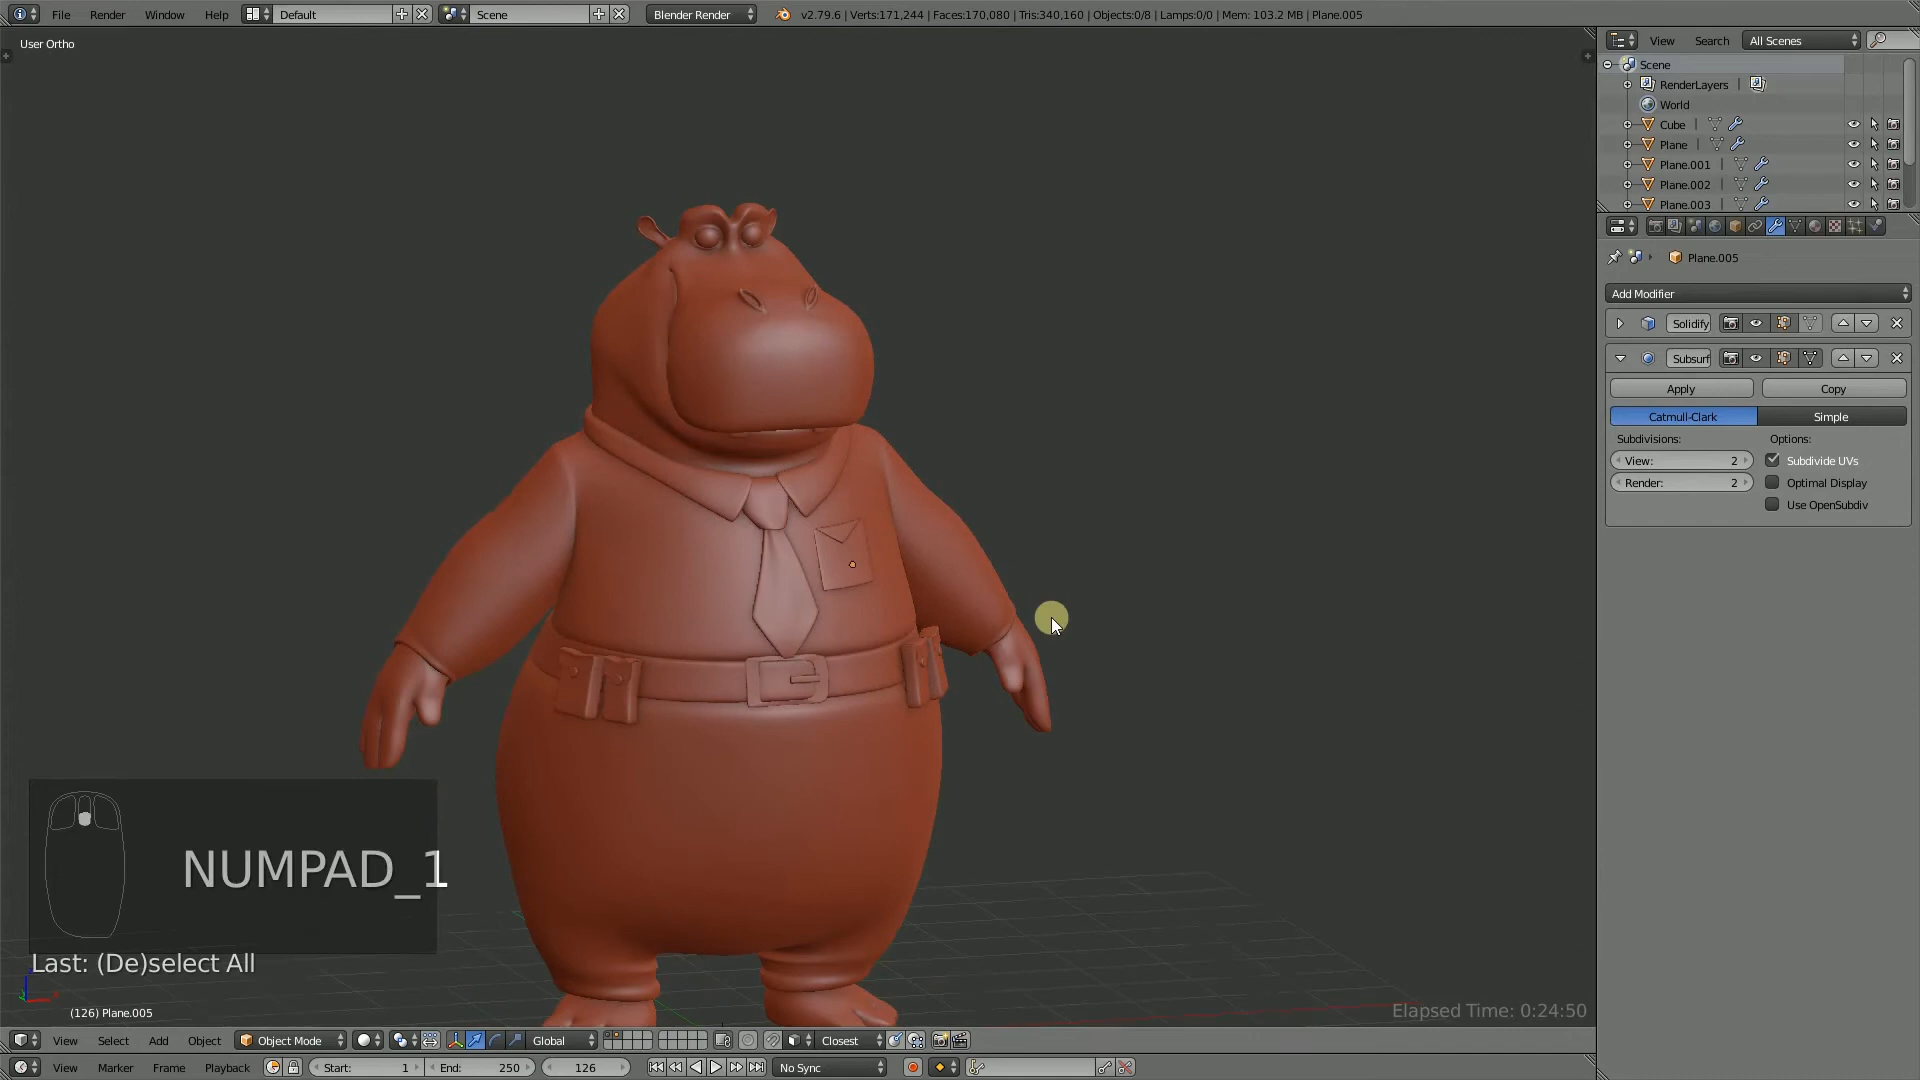 File Render Window Help Default Scene Blender Render v2.79.6 | Verts:171,244 | Faces:170,080 | Tris:340,160 | Objects:0/8 | Lamps:0/0 | Mem: 103.2 MB | Plane.005
User Ortho
View Search All Scenes
Scene
RenderLayers |
World
Cube |
Plane |
Plane.001 |
Plane.002 |
Plane.003 |
Plane.005
Add Modifier
Solidify
Subsurf
Apply Copy
Catmull-Clark Simple
Subdivisions: Options:
View: 2 Subdivide UVs
Render: 2 Optimal Display
Use OpenSubdiv
NUMPAD_1
Last: (De)select All
Elapsed Time: 0:24:50
(126) Plane.005
View Select Add Object Object Mode Global Closest
View Marker Frame Playback Start: 1 End: 250 126 No Sync